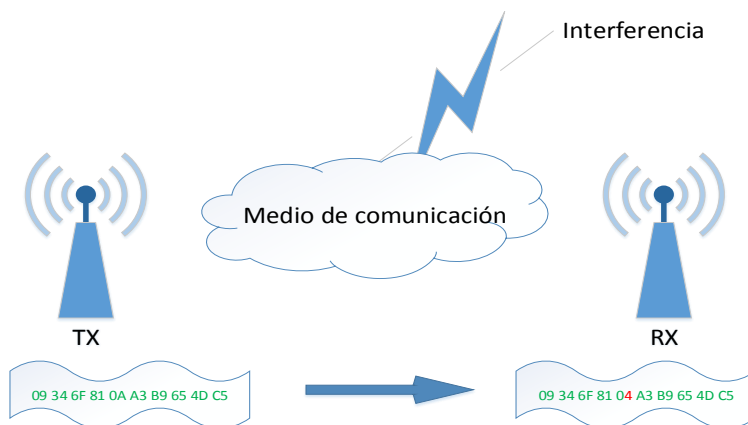 Interferencia
Medio de comunicación
TX
RX
09 34 6F 81 0A A3 B9 65 4D C5
09 34 6F 81 04 A3 B9 65 4D C5